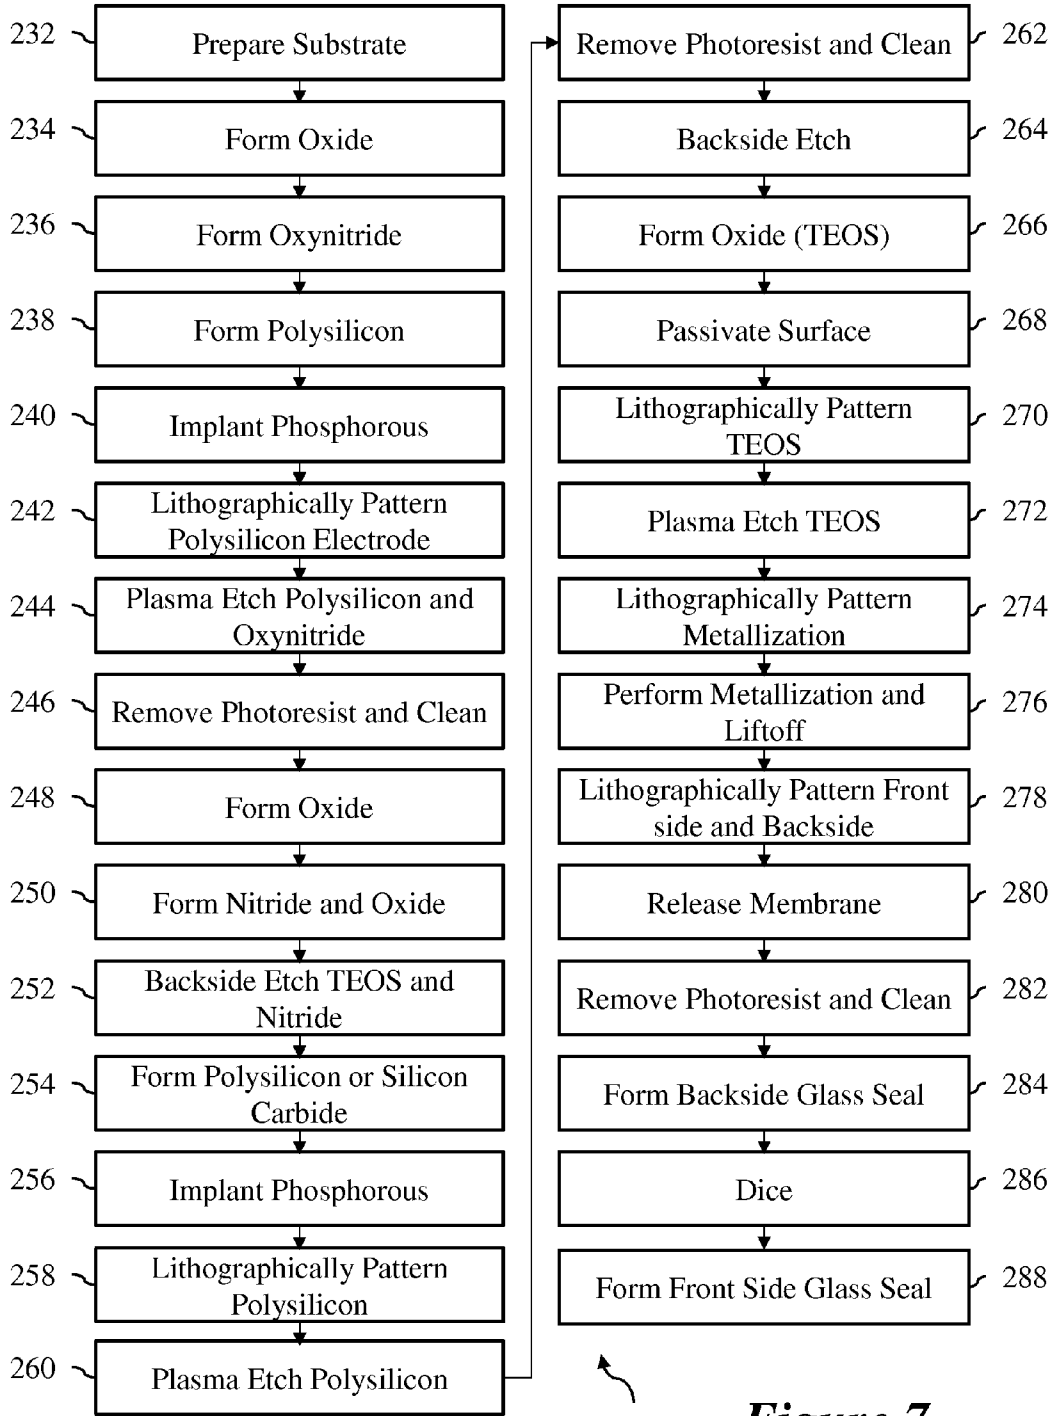 232
Prepare Substrate
234
Form Oxide
236
Form Oxynitride
238
Form Polysilicon
240
Implant Phosphorous
242
Lithographically Pattern
Polysilicon Electrode
244
Plasma Etch Polysilicon and
Oxynitride
246
Remove Photoresist and Clean
248
Form Oxide
250
Form Nitride and Oxide
252
Backside Etch TEOS and
Nitride
254
Form Polysilicon or Silicon
Carbide
256
Implant Phosphorous
258
Lithographically Pattern
Polysilicon
260
Plasma Etch Polysilicon
Remove Photoresist and Clean
262
Backside Etch
264
Form Oxide (TEOS)
266
Passivate Surface
268
Lithographically Pattern
TEOS
270
Plasma Etch TEOS
272
Lithographically Pattern
Metallization
274
Perform Metallization and
Liftoff
276
Lithographically Pattern Front
side and Backside
278
Release Membrane
280
Remove Photoresist and Clean
282
Form Backside Glass Seal
284
Dice
286
Form Front Side Glass Seal
288
Figure 7